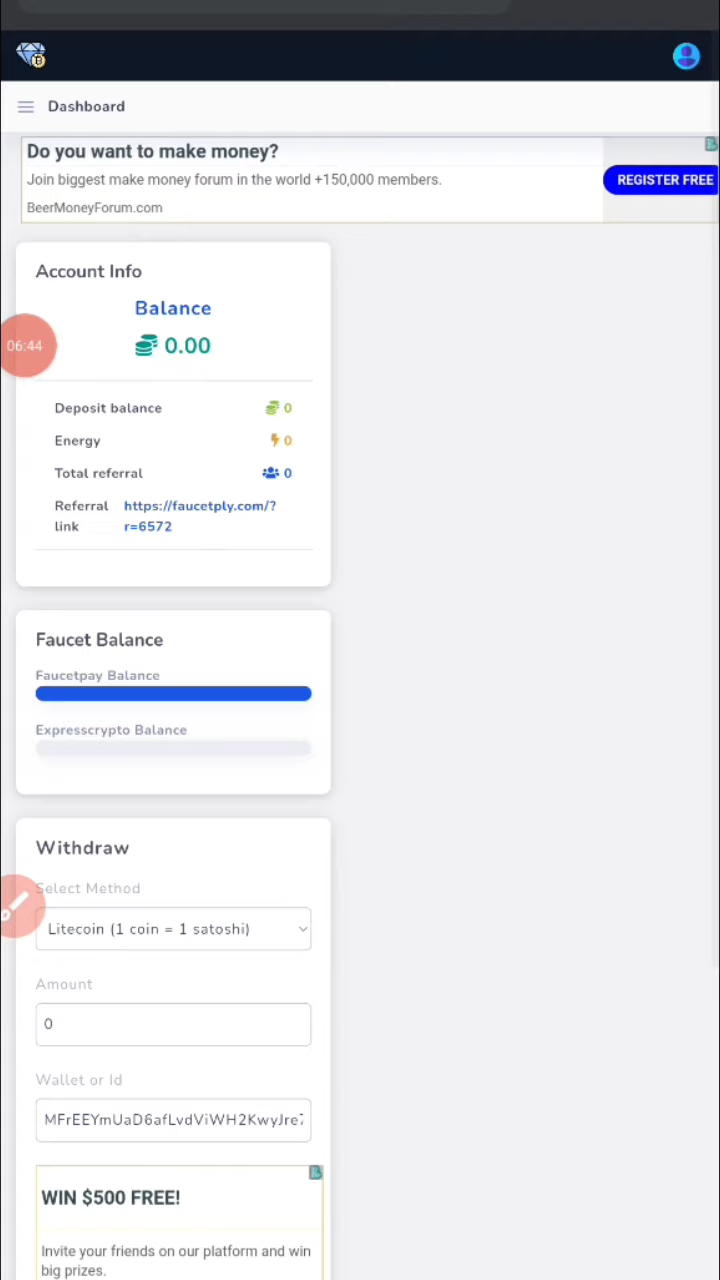 Dashboard
Do you want to make money?
Join biggest make money forum in the world +150,000 members.
REGISTER FREE
BeerMoneyForum.com
Account Info
Balance
0.00
06:44
Deposit balance 0
Energy 0
Total referral 0
Referral https://faucetply.com/?
link r=6572
Faucet Balance
Faucetpay Balance
Expresscrypto Balance
Withdraw
Select Method
Litecoin (1 coin = 1 satoshi)
Amount
0
Wallet or Id
MFrEEYmUaD6afLvdViWH2KwyJre7
WIN $500 FREE!
Invite your friends on our platform and win
big prizes.